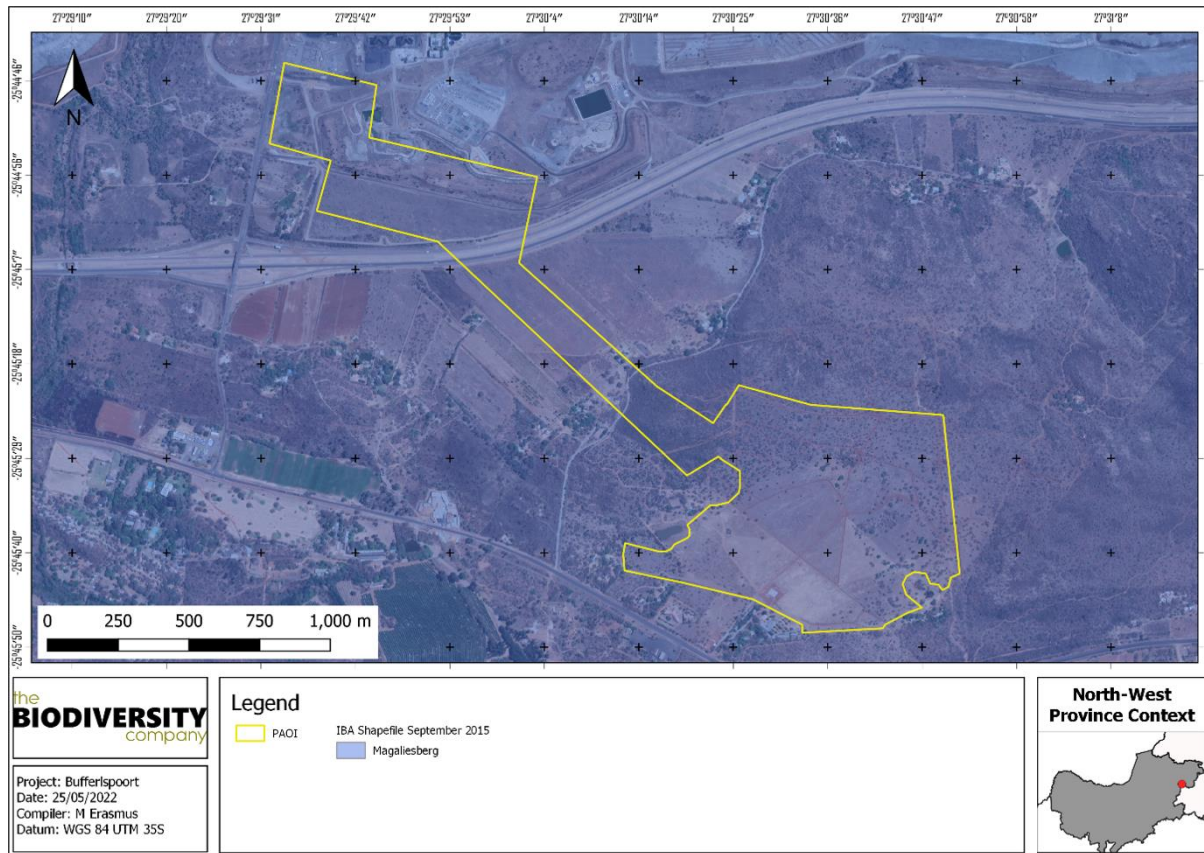 27°29′10″ 27°29′20″ 27°29′31″ 27°29′42″ 27°29′53″ 27°30′4″ 27°30′14″ 27°30′25″ 27°30′36″ 27°30′47″ 27°30′58″ 27°31′8″
-25°44′46″
-25°44′56″
-25°45′7″
-25°45′18″
-25°45′29″
-25°45′40″
-25°45′50″
N
0 250 500 750 1,000 m
the
BIODIVERSITY
company
Project: Bufferlspoort
Date: 25/05/2022
Compiler: M Erasmus
Datum: WGS 84 UTM 35S
Legend
PAOI
IBA Shapefile September 2015
Magaliesberg
North-West
Province Context